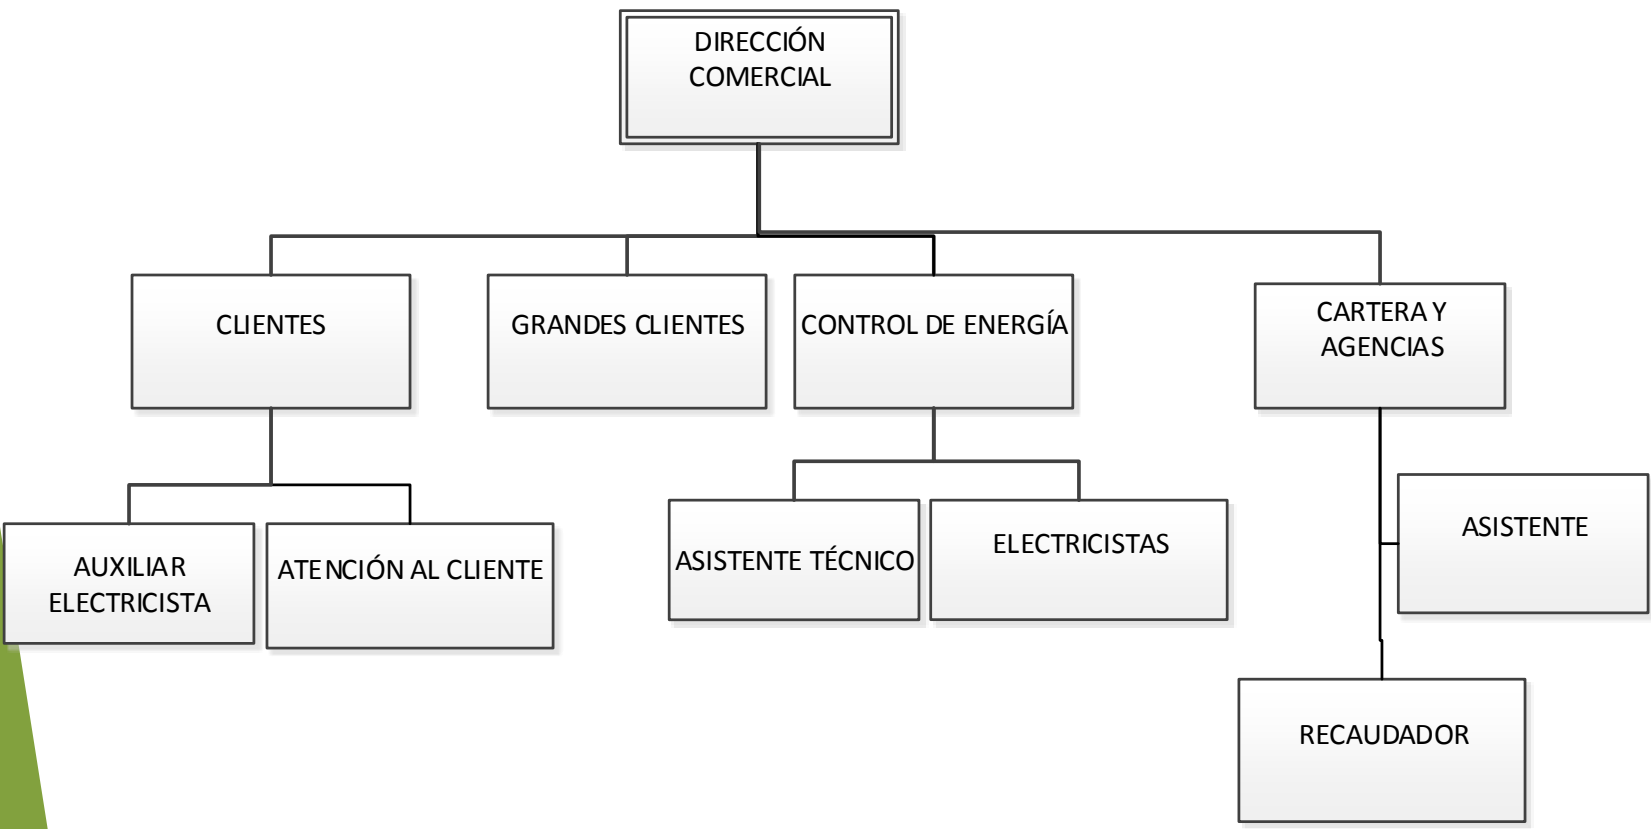 DIRECCIÓN
COMERCIAL
CLIENTES
GRANDES CLIENTES
CONTROL DE ENERGÍA
CARTERA Y
AGENCIAS
AUXILIAR
ELECTRICISTA
ATENCIÓN AL CLIENTE
ASISTENTE TÉCNICO
ELECTRICISTAS
ASISTENTE
RECAUDADOR